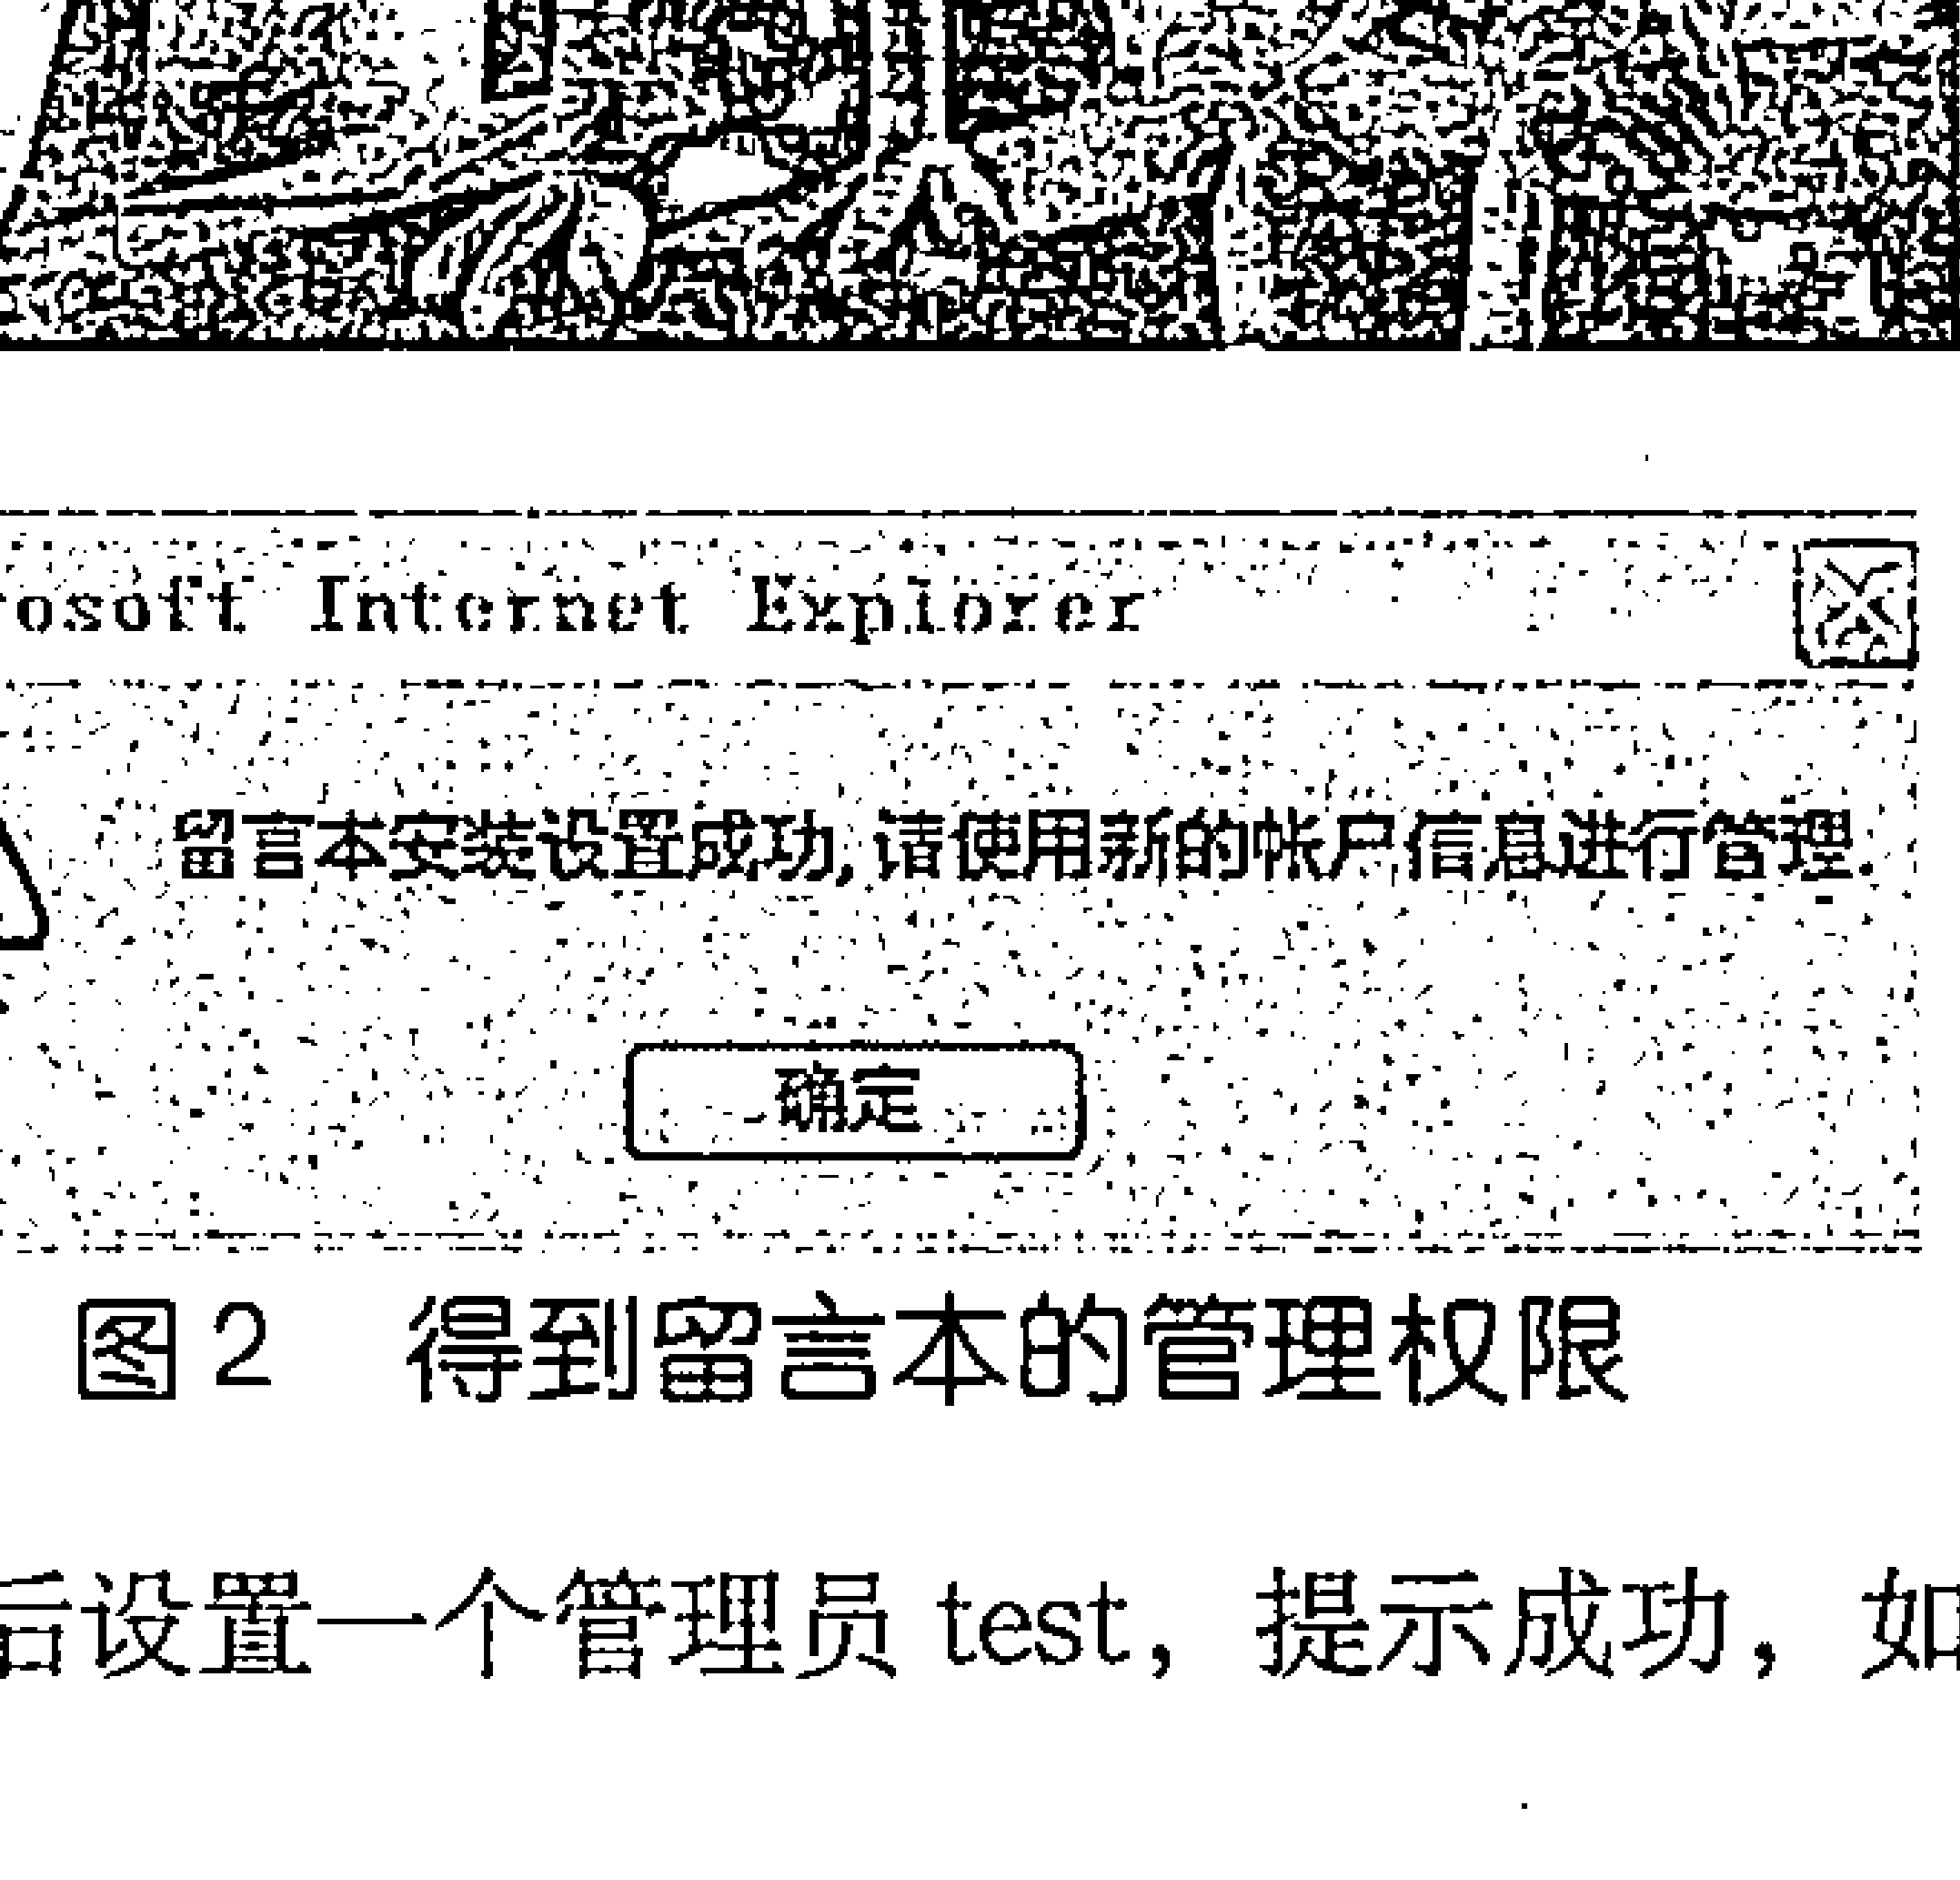 rosoft Internet Explorer
留言本安装设置成功,请使用新的帐户信息进行管理.
确定
图2 得到留言本的管理权限
后设置一个管理员 test，提示成功，如